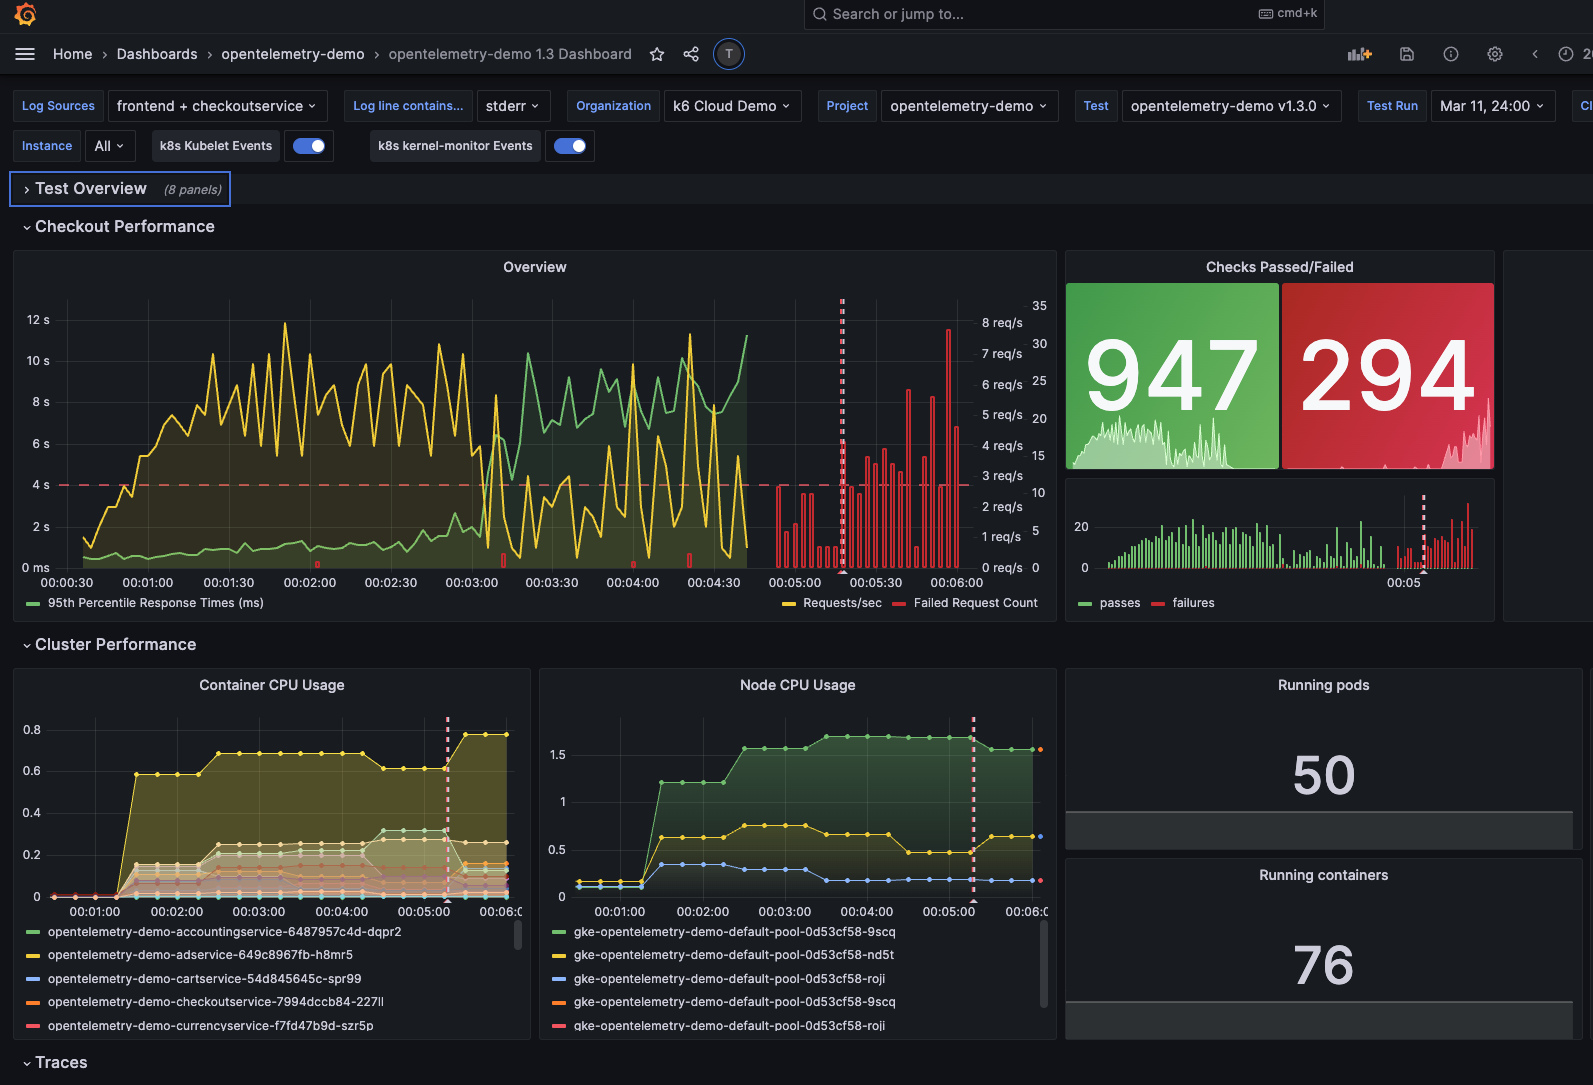 Search or jump to...
cmd+k
Home › Dashboards › opentelemetry-demo › opentelemetry-demo 1.3 Dashboard
T
Log Sources frontend + checkoutservice
Log line contains... stderr
Organization k6 Cloud Demo
Project opentelemetry-demo
Test opentelemetry-demo v1.3.0
Test Run Mar 11, 24:00
Instance All
k8s Kubelet Events
k8s kernel-monitor Events
Test Overview (8 panels)
Checkout Performance
Overview
12 s
10 s
8 s
6 s
4 s
2 s
0 ms
8 req/s
7 req/s
6 req/s
5 req/s
4 req/s
3 req/s
2 req/s
1 req/s
0 req/s
35
30
25
20
15
10
5
0
00:00:30 00:01:00 00:01:30 00:02:00 00:02:30 00:03:00 00:03:30 00:04:00 00:04:30 00:05:00 00:05:30 00:06:00
95th Percentile Response Times (ms)
Requests/sec
Failed Request Count
Checks Passed/Failed
947
294
20
0
00:05
passes failures
Cluster Performance
Container CPU Usage
0.8
0.6
0.4
0.2
0
00:01:00 00:02:00 00:03:00 00:04:00 00:05:00 00:06:0
opentelemetry-demo-accountingservice-6487957c4d-dqpr2
opentelemetry-demo-adservice-649c8967fb-h8mr5
opentelemetry-demo-cartservice-54d845645c-spr99
opentelemetry-demo-checkoutservice-7994dccb84-227ll
opentelemetry-demo-currencyservice-f7fd47b9d-szr5p
Node CPU Usage
1.5
1
0.5
0
00:01:00 00:02:00 00:03:00 00:04:00 00:05:00 00:06:0
gke-opentelemetry-demo-default-pool-0d53cf58-9scq
gke-opentelemetry-demo-default-pool-0d53cf58-nd5t
gke-opentelemetry-demo-default-pool-0d53cf58-roji
gke-opentelemetry-demo-default-pool-0d53cf58-9scq
gke-opentelemetry-demo-default-pool-0d53cf58-roji
Running pods
50
Running containers
76
Traces